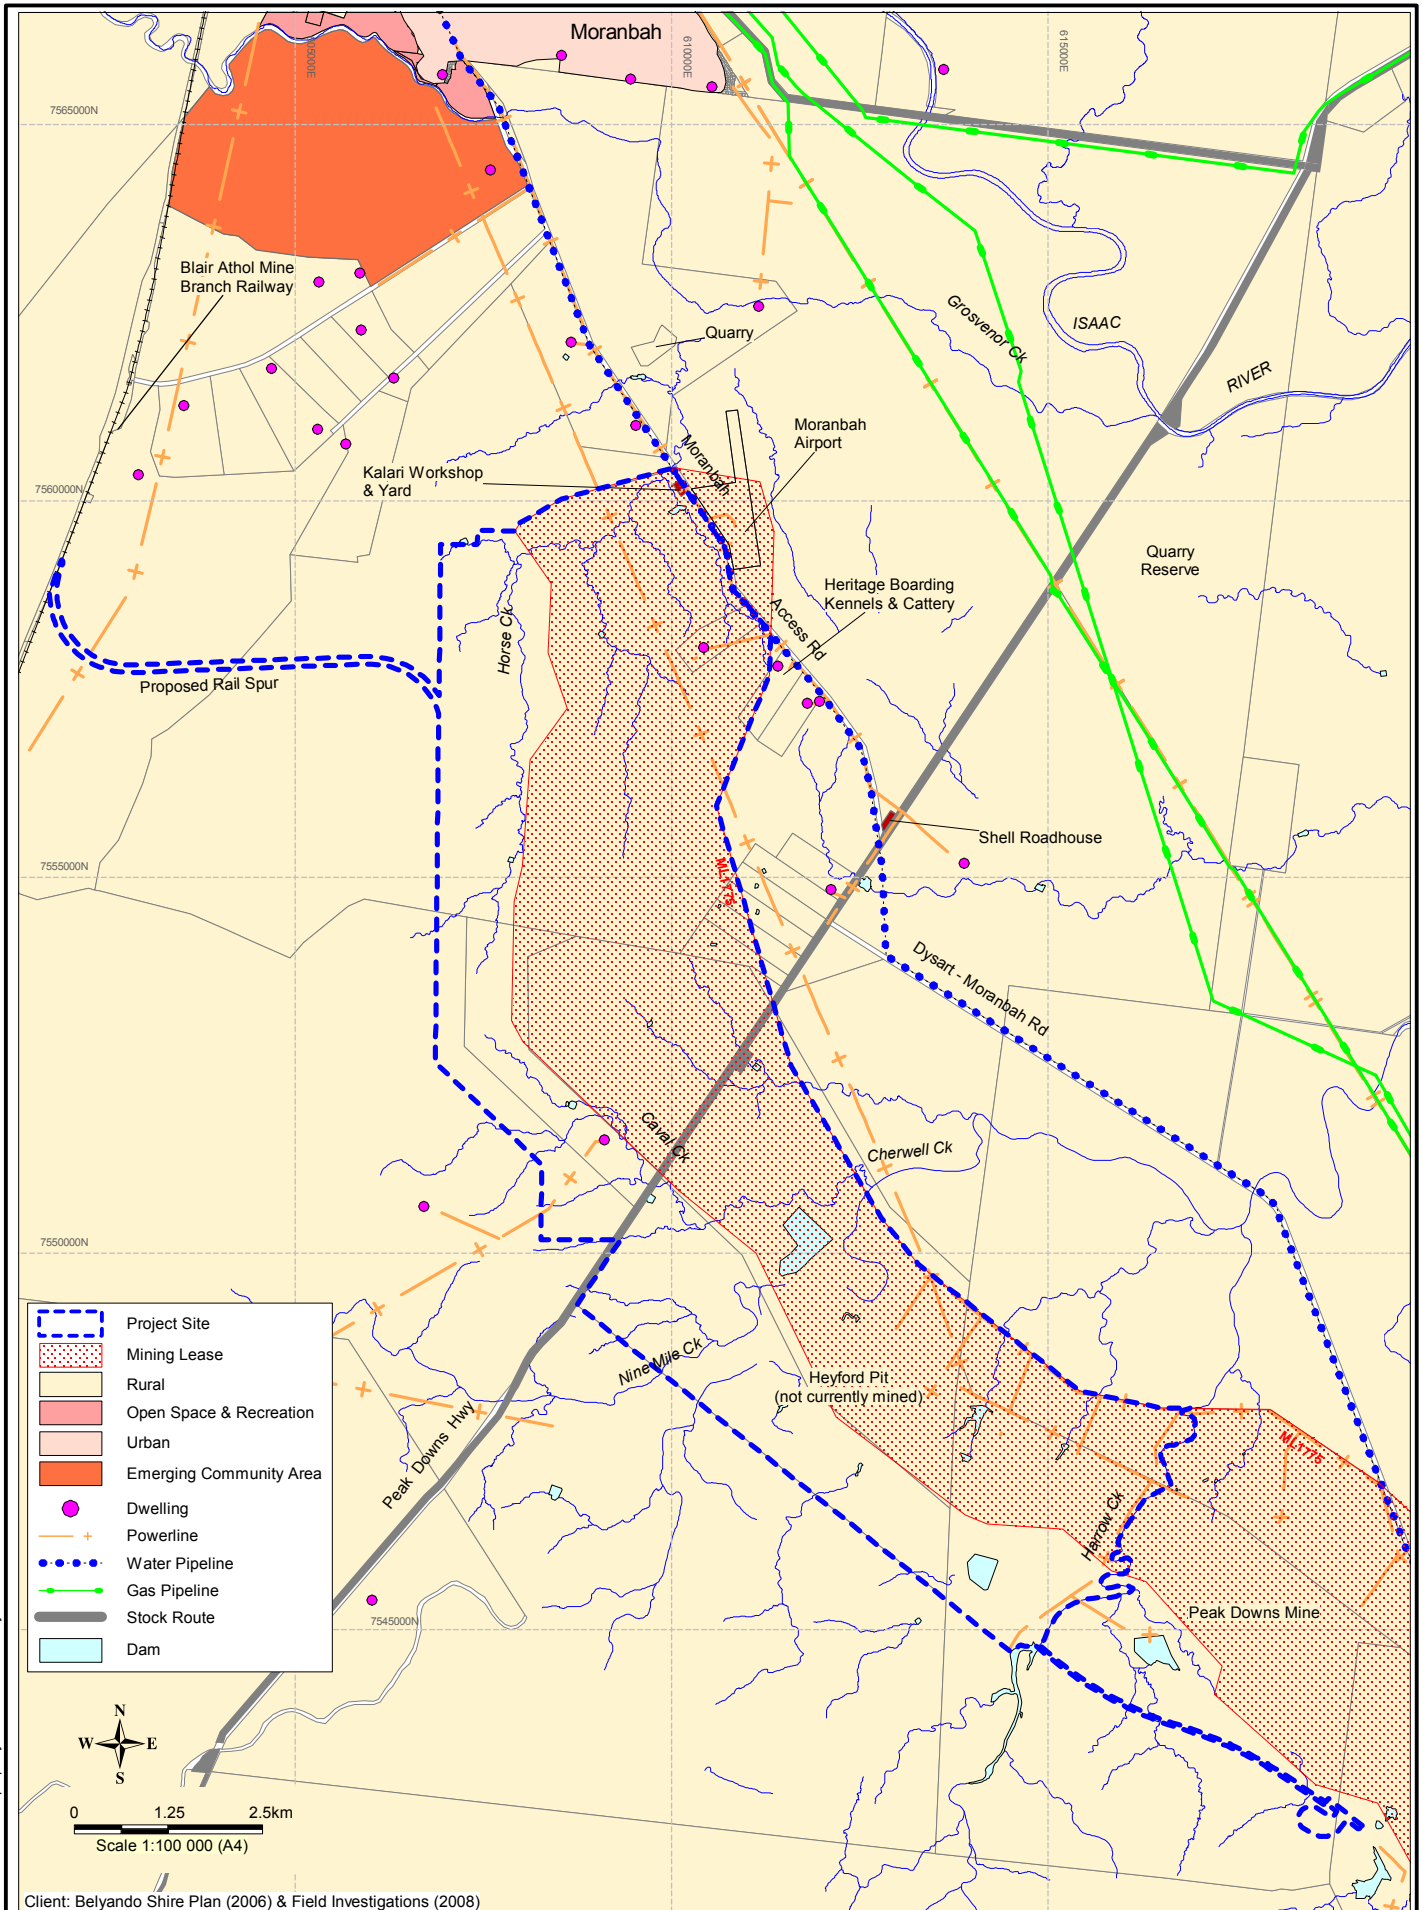 Moranbah
605000E
610000E
615000E
7565000N
Blair Athol Mine
Branch Railway
Quarry
Grosvenor Ck
ISAAC
RIVER
Moranbah
Airport
Kalari Workshop
& Yard
Moranbah
Access Rd
7560000N
Quarry
Reserve
Heritage Boarding
Kennels & Cattery
Horse Ck
Proposed Rail Spur
Shell Roadhouse
ML1775
7555000N
Dysart - Moranbah Rd
Caval Ck
Cherwell Ck
7550000N
Nine Mile Ck
Heyford Pit
(not currently mined)
Peak Downs Hwy
ML1775
Harrow Ck
Peak Downs Mine
7545000N
Project Site
Mining Lease
Rural
Open Space & Recreation
Urban
Emerging Community Area
Dwelling
Powerline
Water Pipeline
Gas Pipeline
Stock Route
Dam
N
W E
S
0 1.25 2.5km
Scale 1:100 000 (A4)
Client: Belyando Shire Plan (2006) & Field Investigations (2008)